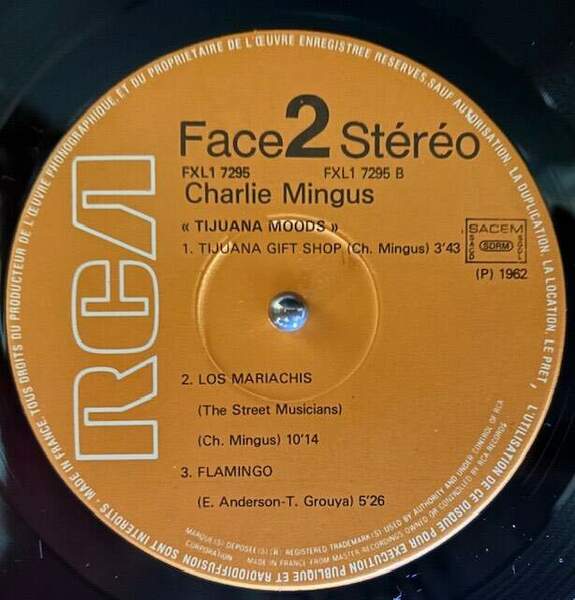 TOUS DROITS DU PRODUCTEUR DE L'ŒUVRE PHONOGRAPHIQUE ET DU PROPRIETAIRE DE L'ŒUVRE ENREGISTREE RESERVES, SAUF AUTORISATION, LA DUPLICATION, LA LOCATION, LE PRET, L'UTILISATION DE CE DISQUE POUR EXECUTION PUBLIQUE ET RADIODIFFUSION SONT INTERDITS · MADE IN FRANCE.
RCA
Face 2 Stéréo
FXL1 7295 FXL1 7295 B
Charlie Mingus
« TIJUANA MOODS »
1. TIJUANA GIFT SHOP (Ch. Mingus) 3'43
SACEM
SACD SDRM SGDL
(P) 1962
2. LOS MARIACHIS
(The Street Musicians)
(Ch. Mingus) 10'14
3. FLAMINGO
(E. Anderson-T. Grouya) 5'26
MARQUE(S) DEPOSEE(S) (R) : REGISTERED TRADEMARK(S) USED BY AUTHORITY AND UNDER CONTROL OF RCA
CORPORATION MADE IN FRANCE FROM MASTER RECORDINGS OWNED OR CONTROLLED BY RCA RECORDS